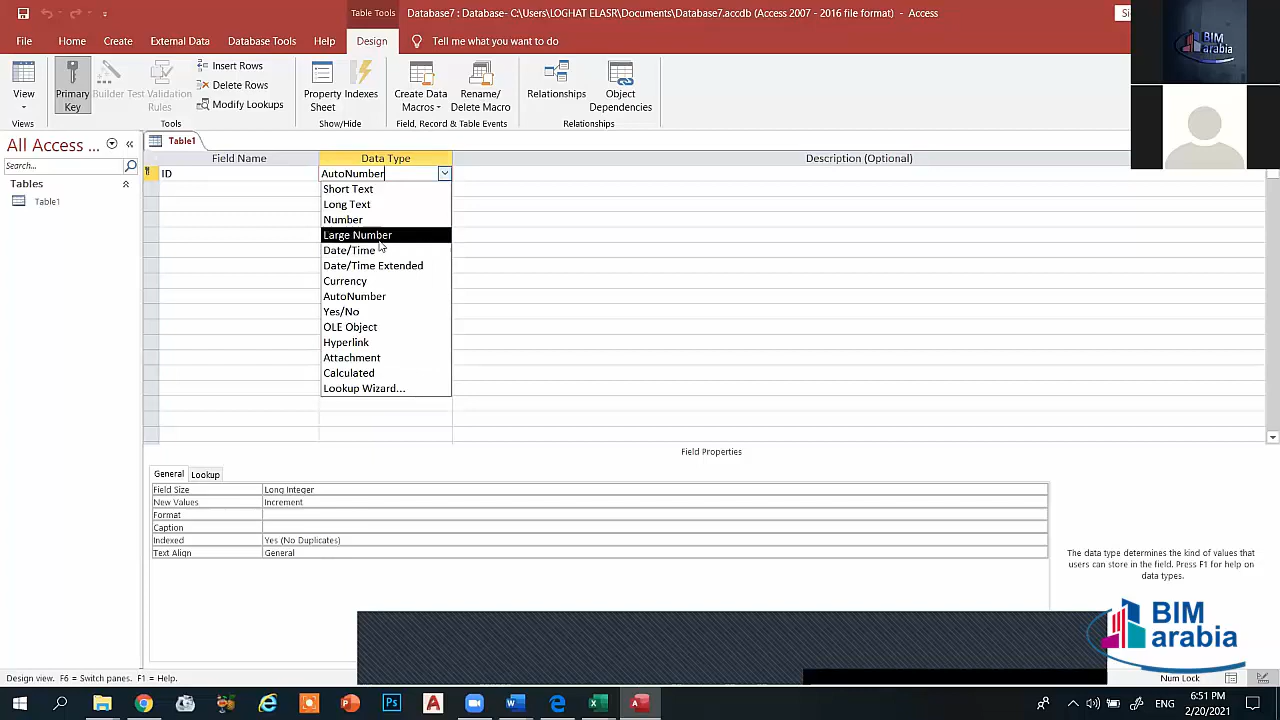 Table Tools
Database7 : Database- C:\Users\LOGHAT ELASR\Documents\Database7.accdb (Access 2007 - 2016 file format) - Access
Si
File Home Create External Data Database Tools Help Design Tell me what you want to do
View
Primary Key
Builder
Test Validation Rules
Insert Rows
Delete Rows
Modify Lookups
Property Sheet
Indexes
Create Data Macros
Rename/ Delete Macro
Relationships
Object Dependencies
Views Tools Show/Hide Field, Record & Table Events Relationships
BIM
arabia
All Access ...
Search...
Tables
Table1
Table1
Field Name Data Type Description (Optional)
ID AutoNumber
Short Text
Long Text
Number
Large Number
Date/Time
Date/Time Extended
Currency
AutoNumber
Yes/No
OLE Object
Hyperlink
Attachment
Calculated
Lookup Wizard...
Field Properties
General Lookup
Field Size Long Integer
New Values Increment
Format
Caption
Indexed Yes (No Duplicates)
Text Align General
The data type determines the kind of values that
users can store in the field. Press F1 for help on
data types.
BIM
arabia
Design view. F6 = Switch panes. F1 = Help.
Num Lock
ENG
6:51 PM
2/20/2021